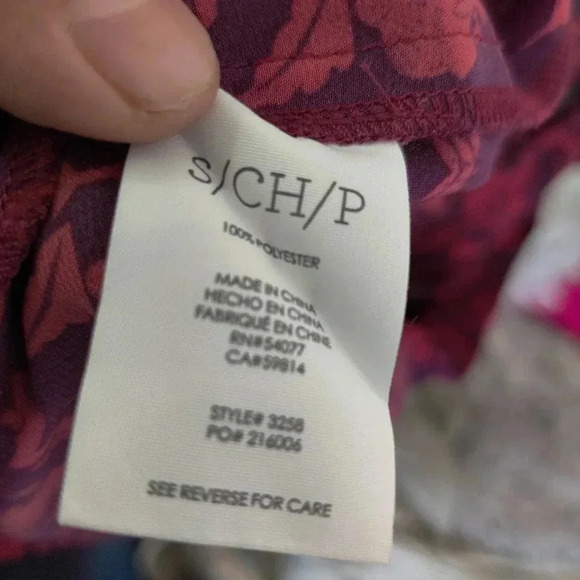 S/CH/P
100% POLYESTER
MADE IN CHINA
HECHO EN CHINA
FABRIQUÉ EN CHINE
RN#54077
CA#59814
STYLE# 3258
PO# 216006
SEE REVERSE FOR CARE